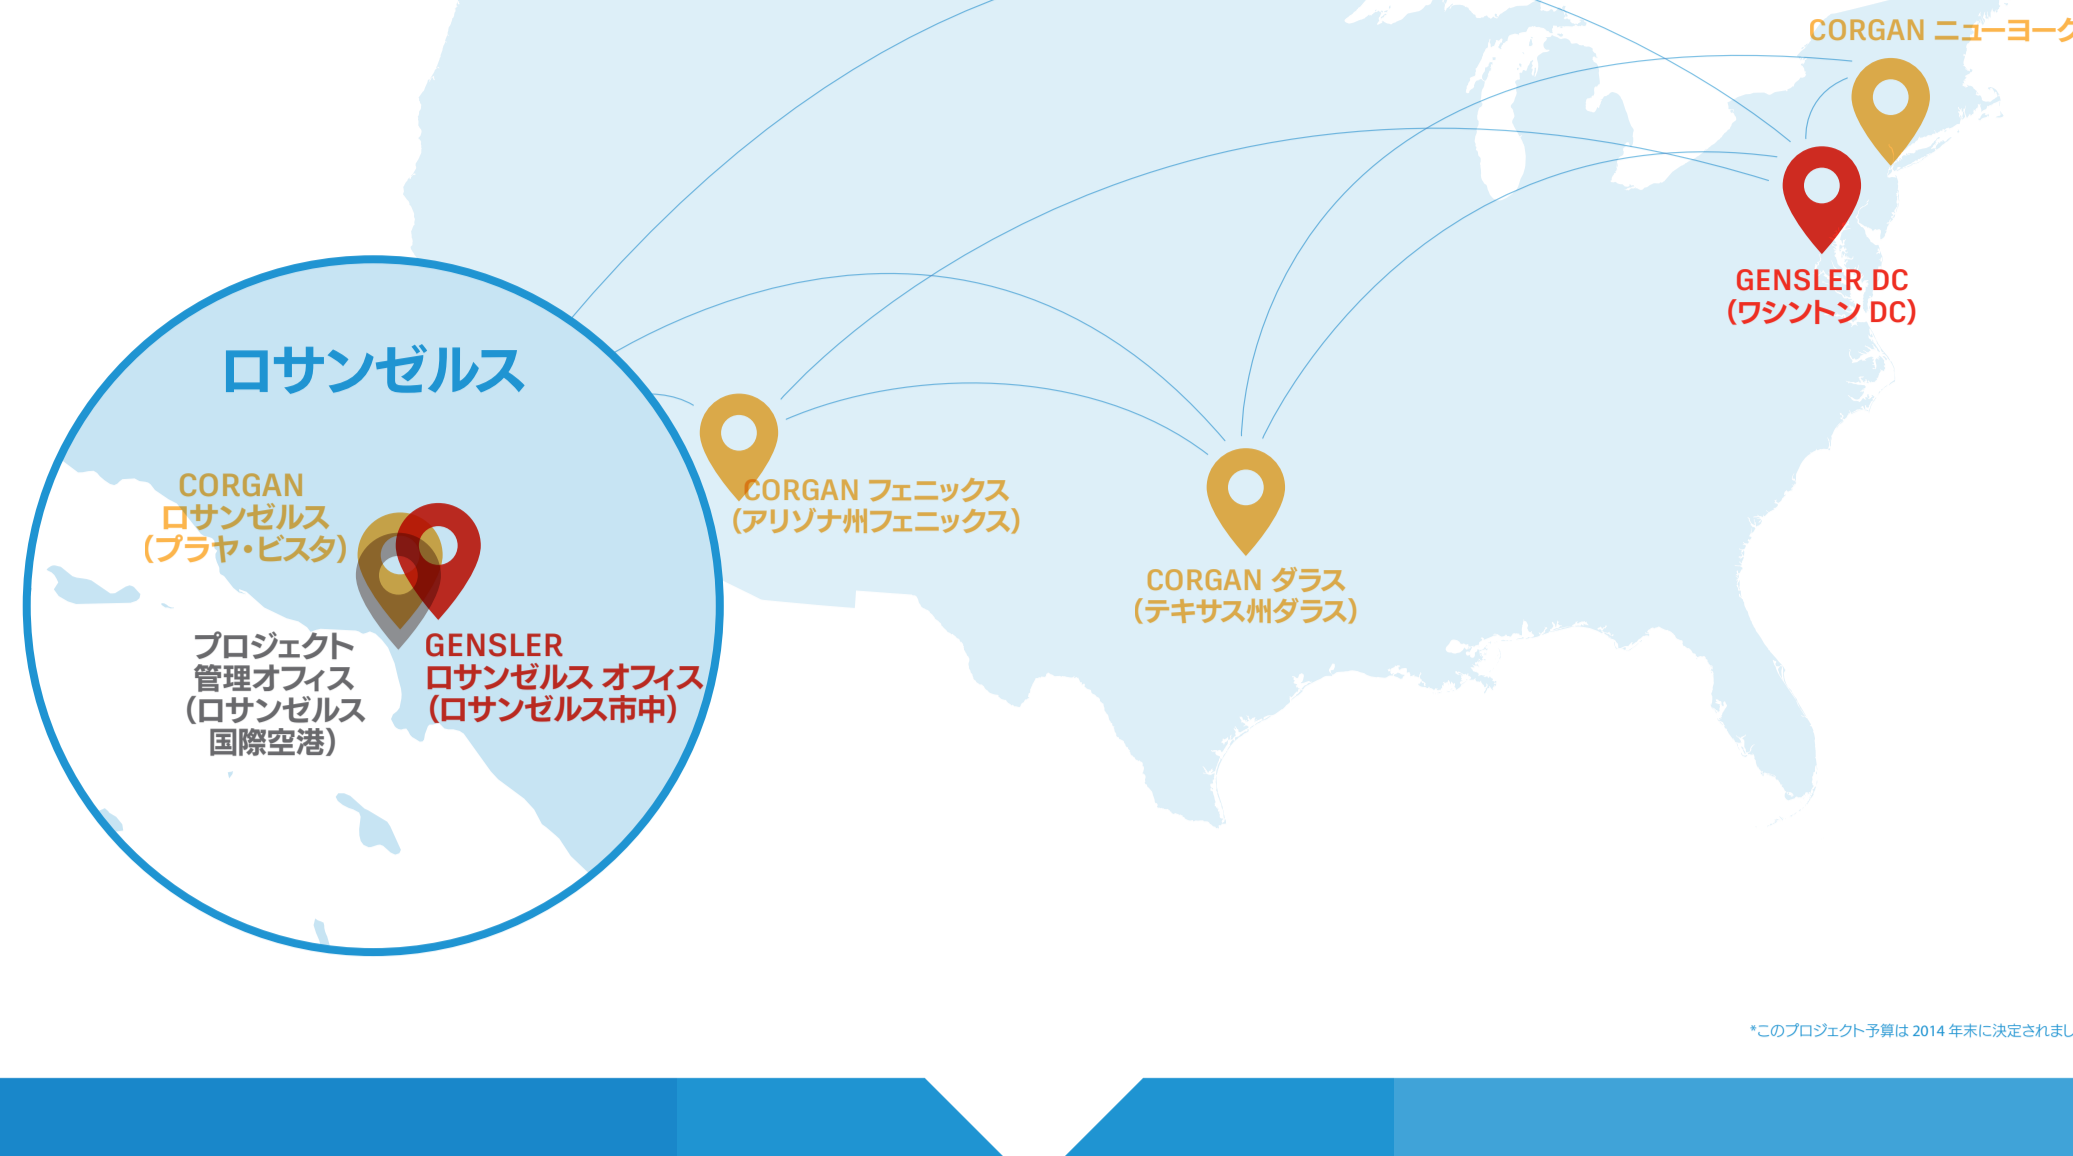 CORGAN ニューヨーク
GENSLER DC
(ワシントン DC)
ロサンゼルス
CORGAN
ロサンゼルス
(プラヤ・ビスタ)
CORGAN フェニックス
(アリゾナ州フェニックス)
CORGAN ダラス
(テキサス州ダラス)
プロジェクト
管理オフィス
(ロサンゼルス
国際空港)
GENSLER
ロサンゼルス オフィス
(ロサンゼルス市中)
*このプロジェクト予算は 2014 年末に決定されまし